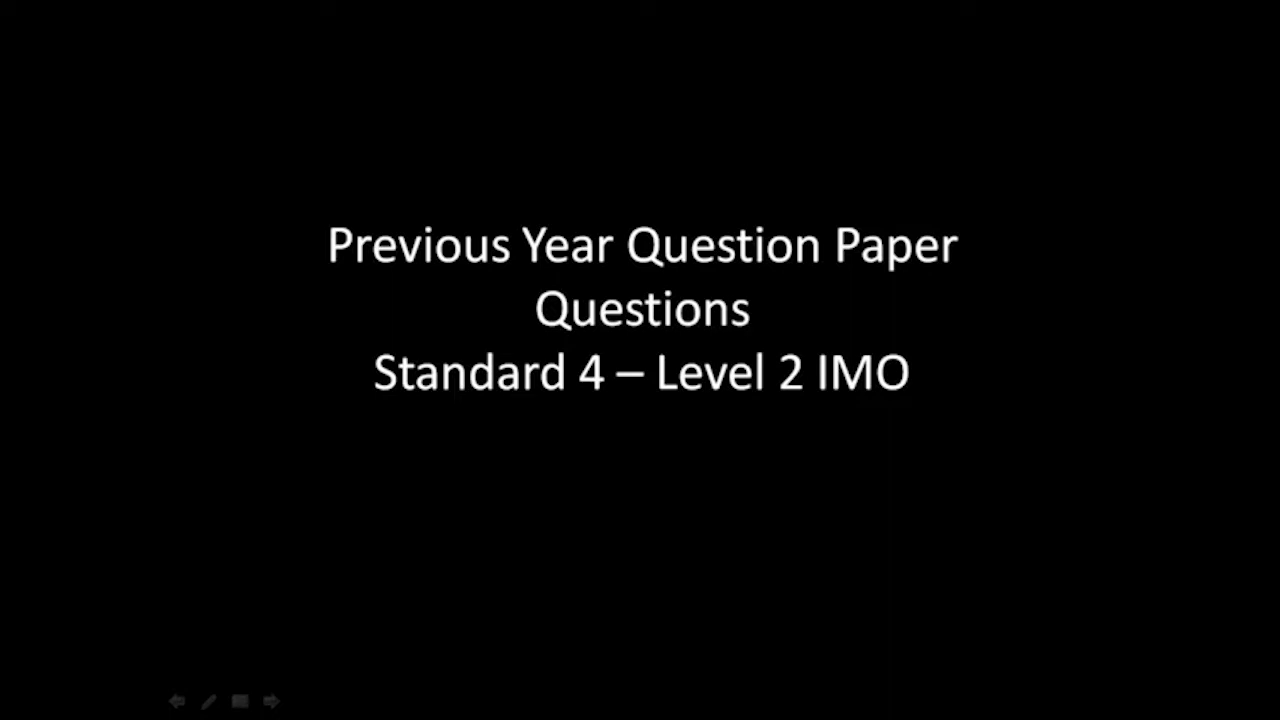 Previous Year Question Paper
Questions
Standard 4 – Level 2 IMO